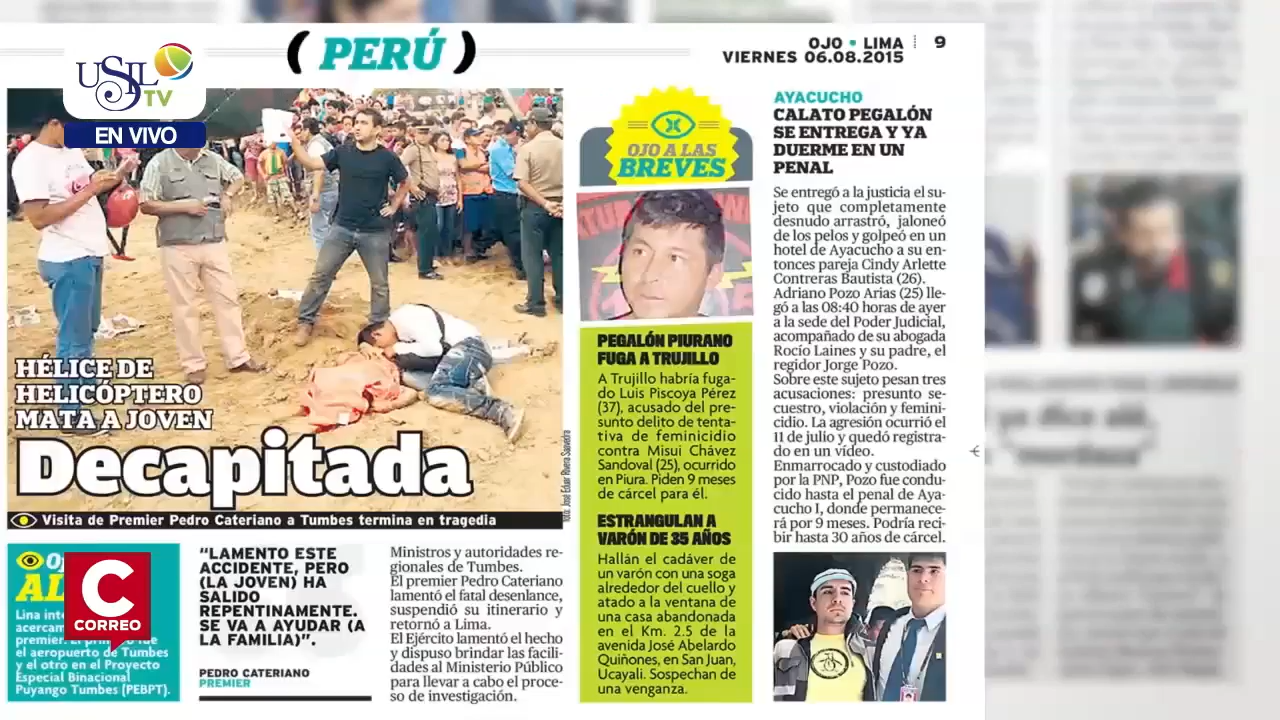 USIL
TV
EN VIVO
( PERÚ )
OJO • LIMA
VIERNES 06.08.2015
9
HÉLICE DE
HELICÓPTERO
MATA A JOVEN
Decapitada
Visita de Premier Pedro Cateriano a Tumbes termina en tragedia
foto: José Eduar Rivera Saavedra
Lina
acercam
premier.
el aeropuerto de Tumbes
y el otro en el Proyecto
Especial Binacional
Puyango Tumbes (PEBPT).
C
CORREO
“LAMENTO ESTE
ACCIDENTE, PERO
(LA JOVEN) HA
SALIDO
REPENTINAMENTE.
SE VA A AYUDAR (A
LA FAMILIA)”.
PEDRO CATERIANO
PREMIER
Ministros y autoridades re-
gionales de Tumbes.
El premier Pedro Cateriano
lamentó el fatal desenlance,
suspendió su itinerario y
retornó a Lima.
El Ejército lamentó el hecho
y dispuso brindar las facili-
dades al Ministerio Público
para llevar a cabo el proce-
so de investigación.
OJO A LAS
BREVES
PEGALÓN PIURANO
FUGA A TRUJILLO
A Trujillo habría fuga-
do Luis Piscoya Pérez
(37), acusado del pre-
sunto delito de tenta-
tiva de feminicidio
contra Misui Chávez
Sandoval (25), ocurrido
en Piura. Piden 9 meses
de cárcel para él.
ESTRANGULAN A
VARÓN DE 35 AÑOS
Hallan el cadáver de
un varón con una soga
alrededor del cuello y
atado a la ventana de
una casa abandonada
en el Km. 2.5 de la
avenida José Abelardo
Quiñones, en San Juan,
Ucayali. Sospechan de
una venganza.
AYACUCHO
CALATO PEGALÓN
SE ENTREGA Y YA
DUERME EN UN
PENAL
Se entregó a la justicia el su-
jeto que completamente
desnudo arrastró, jaloneó
de los pelos y golpeó en un
hotel de Ayacucho a su en-
tonces pareja Cindy Arlette
Contreras Bautista (26).
Adriano Pozo Arias (25) lle-
gó a las 08:40 horas de ayer
a la sede del Poder Judicial,
acompañado de su abogada
Rocío Laines y su padre, el
regidor Jorge Pozo.
Sobre este sujeto pesan tres
acusaciones: presunto se-
cuestro, violación y femini-
cidio. La agresión ocurrió el
11 de julio y quedó registra-
do en un vídeo.
Enmarrocado y custodiado
por la PNP, Pozo fue con-
ducido hasta el penal de Aya-
cucho I, donde permanece-
rá por 9 meses. Podría reci-
bir hasta 30 años de cárcel.